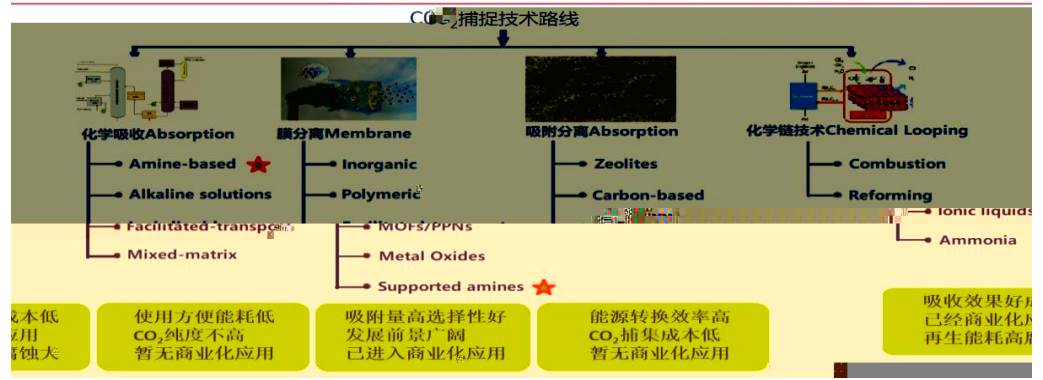 CO₂捕捉技术路线
化学吸收Absorption
膜分离Membrane
吸附分离Absorption
化学链技术Chemical Looping
Amine-based
Inorganic
Zeolites
Combustion
Alkaline solutions
Polymeric
Carbon-based
Reforming
Ionic liquids
Facilitated-transpo
MOFs/PPNs
Ammonia
Mixed-matrix
Metal Oxides
Supported amines
成本低
应用
腐蚀大
使用方便能耗低
CO₂纯度不高
暂无商业化应用
吸附量高选择性好
发展前景广阔
已进入商业化应用
能源转换效率高
CO₂捕集成本低
暂无商业化应用
吸收效果好
已经商业化
再生能耗高